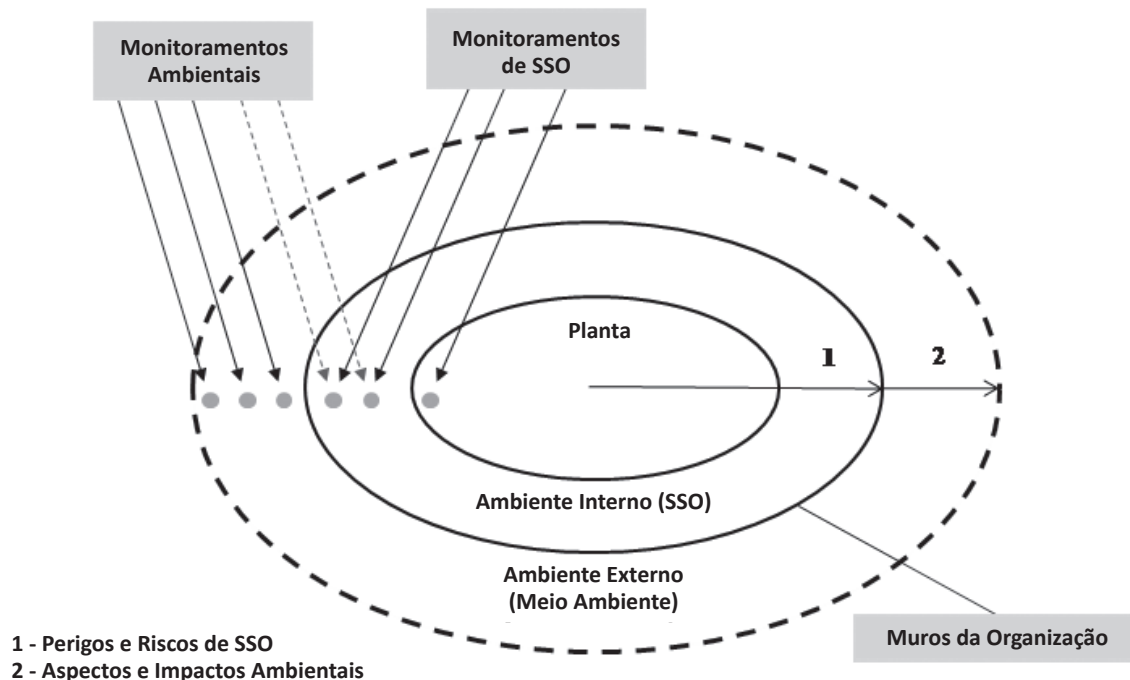 Monitoramentos
Ambientais
Monitoramentos
de SSO
Planta
1
2
Ambiente Interno (SSO)
Ambiente Externo
(Meio Ambiente)
Muros da Organização
1 - Perigos e Riscos de SSO
2 - Aspectos e Impactos Ambientais